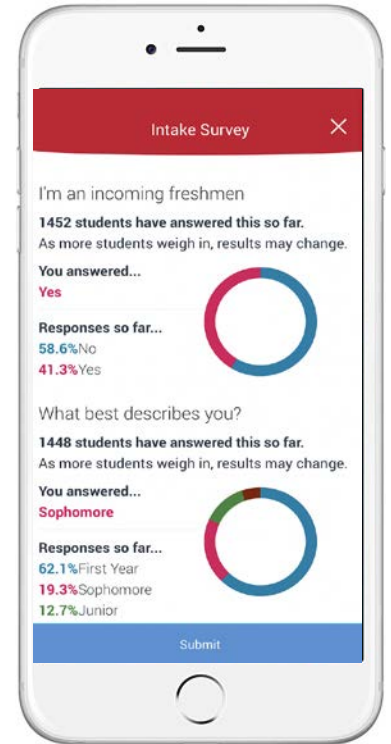 Intake Survey
I'm an incoming freshmen
1452 students have answered this so far.
As more students weigh in, results may change.
You answered...
Yes
Responses so far...
58.6%No
41.3%Yes
What best describes you?
1448 students have answered this so far.
As more students weigh in, results may change.
You answered...
Sophomore
Responses so far...
62.1%First Year
19.3%Sophomore
12.7%Junior
Submit